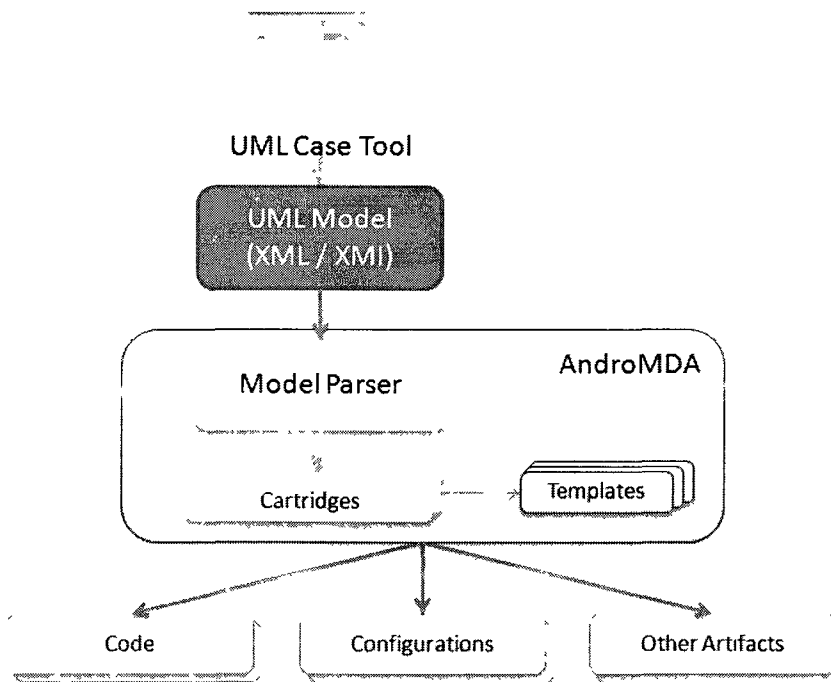 UML Case Tool
UML Model
(XML / XMI)
AndroMDA
Model Parser
Cartridges
Templates
Code
Configurations
Other Artifacts